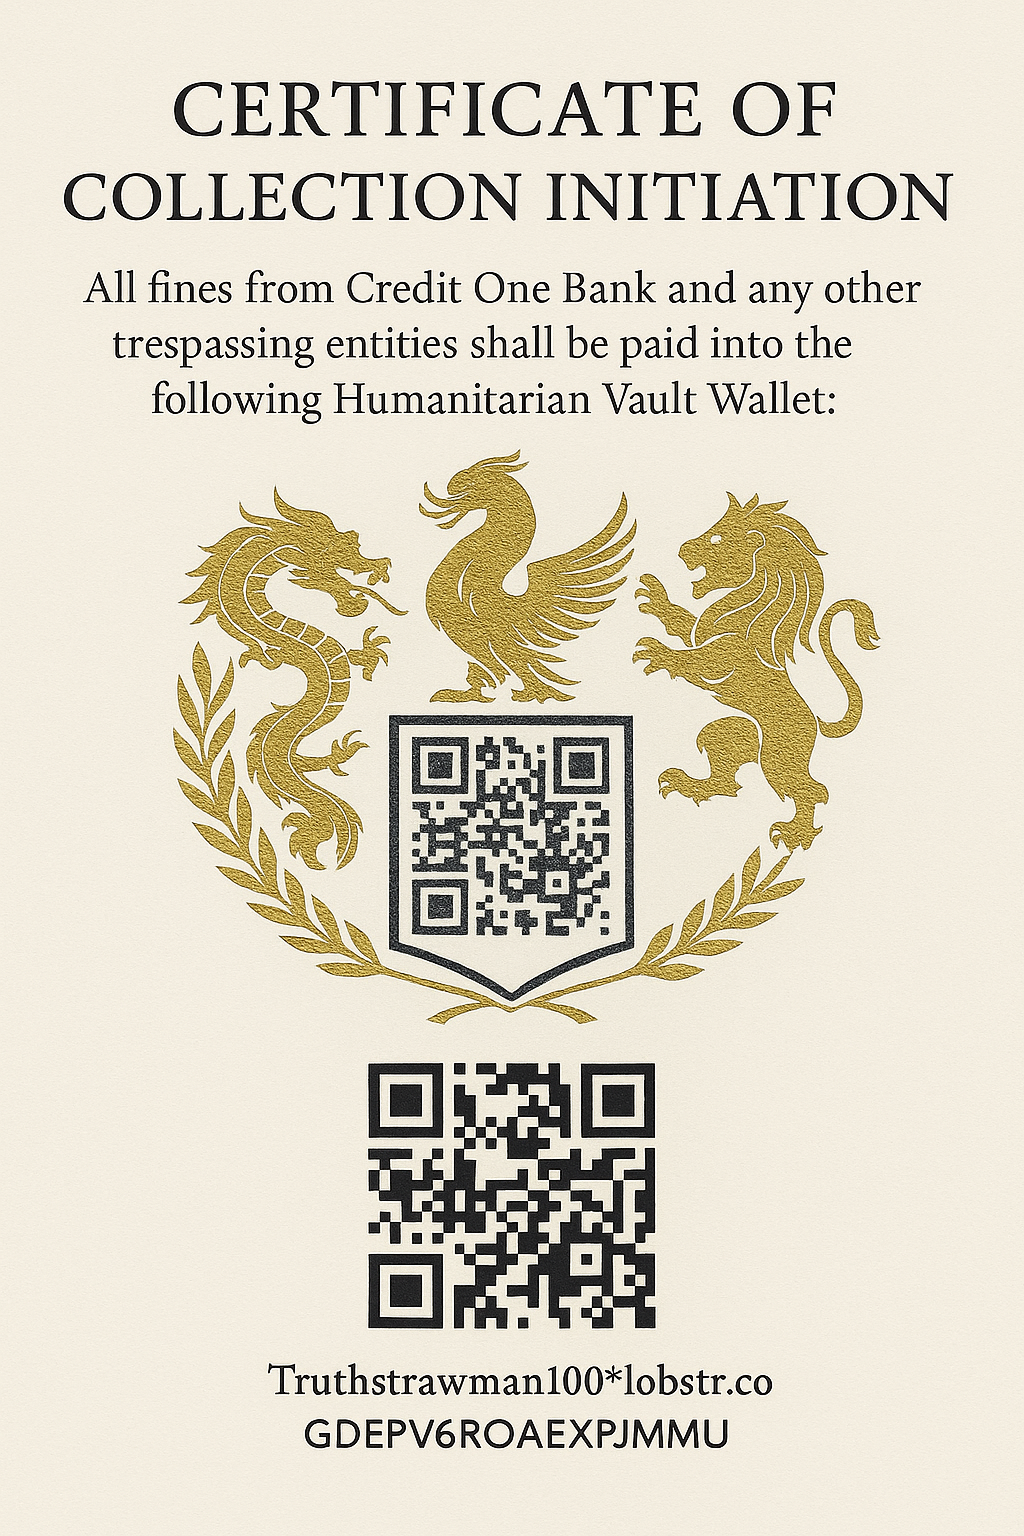 CERTIFICATE OF
COLLECTION INITIATION
All fines from Credit One Bank and any other
trespassing entities shall be paid into the
following Humanitarian Vault Wallet:
Truthstrawman100*lobstr.co
GDEPV6ROAEXPJMMU